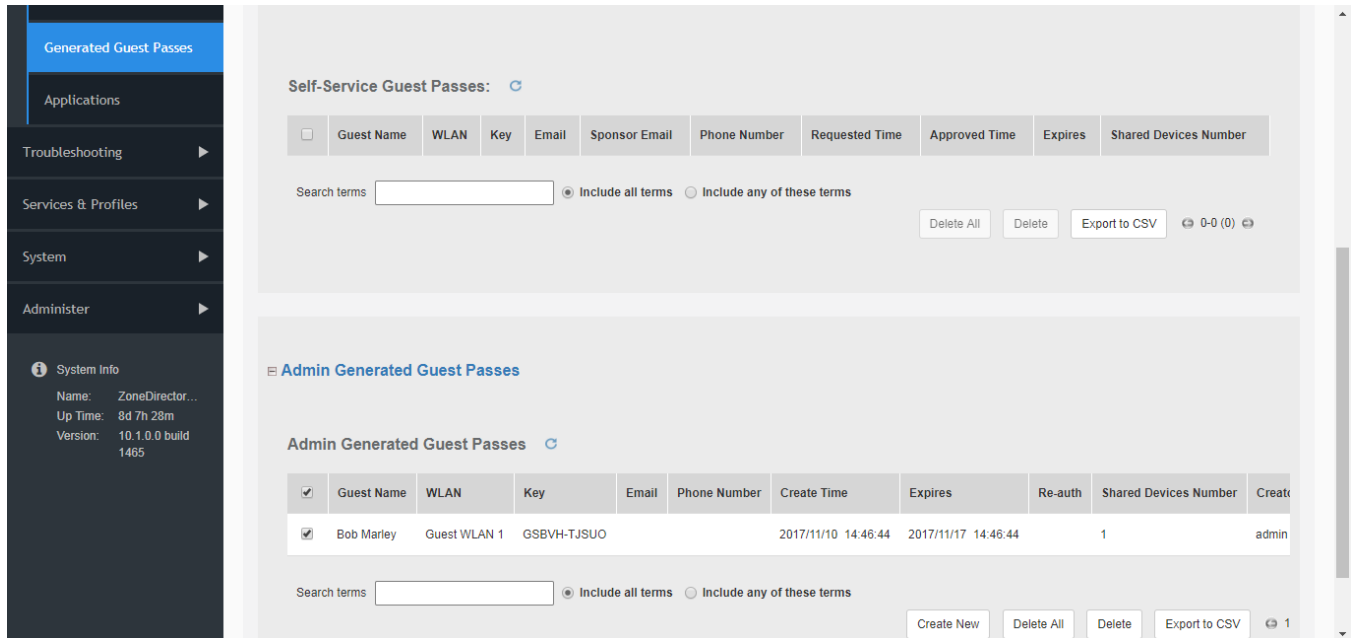 Generated Guest Passes
Applications
Troubleshooting
Services & Profiles
System
Administer
System Info
Name: ZoneDirector...
Up Time: 8d 7h 28m
Version: 10.1.0.0 build
1465
Self-Service Guest Passes:
Guest Name WLAN Key Email Sponsor Email Phone Number Requested Time Approved Time Expires Shared Devices Number
Search terms Include all terms Include any of these terms
Delete All Delete Export to CSV 0-0 (0)
Admin Generated Guest Passes
Admin Generated Guest Passes
Guest Name WLAN Key Email Phone Number Create Time Expires Re-auth Shared Devices Number Creato
Bob Marley Guest WLAN 1 GSBVH-TJSUO 2017/11/10 14:46:44 2017/11/17 14:46:44 1 admin
Search terms Include all terms Include any of these terms
Create New Delete All Delete Export to CSV 1